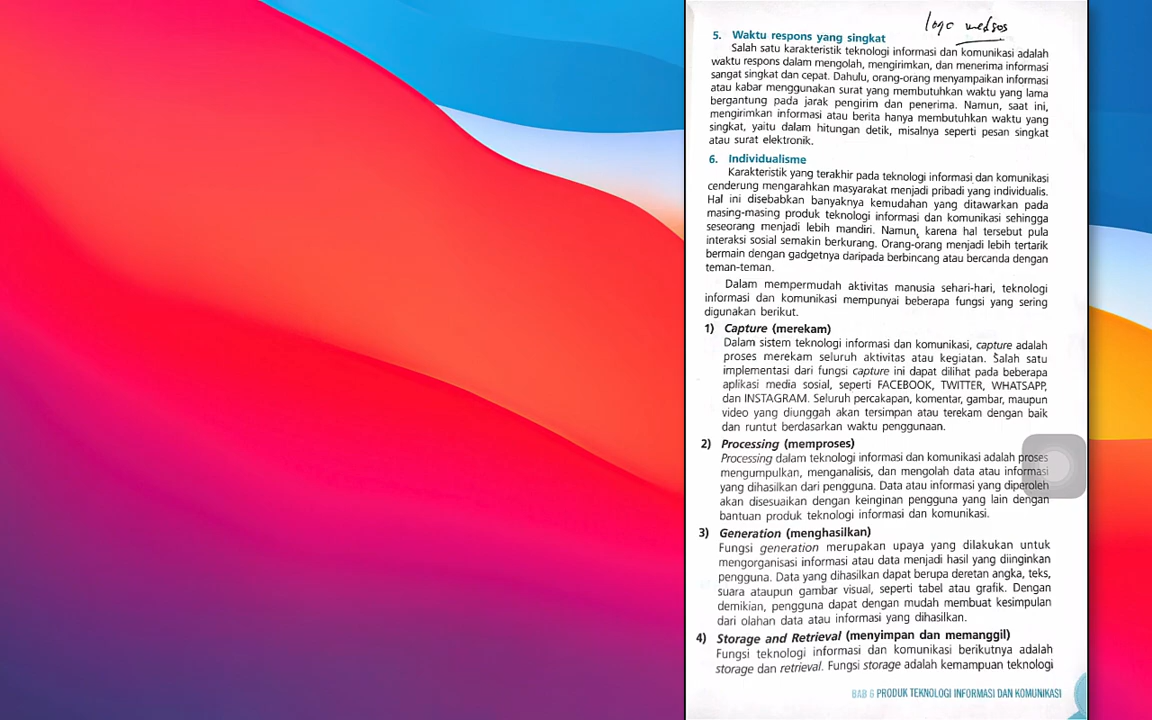 logo medsos
5. Waktu respons yang singkat
Salah satu karakteristik teknologi informasi dan komunikasi adalah
waktu respons dalam mengolah, mengirimkan, dan menerima informasi
sangat singkat dan cepat. Dahulu, orang-orang menyampaikan informasi
atau kabar menggunakan surat yang membutuhkan waktu yang lama
bergantung pada jarak pengirim dan penerima. Namun, saat ini,
mengirimkan informasi atau berita hanya membutuhkan waktu yang
singkat, yaitu dalam hitungan detik, misalnya seperti pesan singkat
atau surat elektronik.
6. Individualisme
Karakteristik yang terakhir pada teknologi informasi dan komunikasi
cenderung mengarahkan masyarakat menjadi pribadi yang individualis.
Hal ini disebabkan banyaknya kemudahan yang ditawarkan pada
masing-masing produk teknologi informasi dan komunikasi sehingga
seseorang menjadi lebih mandiri. Namun, karena hal tersebut pula
interaksi sosial semakin berkurang. Orang-orang menjadi lebih tertarik
bermain dengan gadgetnya daripada berbincang atau bercanda dengan
teman-teman.
Dalam mempermudah aktivitas manusia sehari-hari, teknologi
informasi dan komunikasi mempunyai beberapa fungsi yang sering
digunakan berikut.
1) Capture (merekam)
Dalam sistem teknologi informasi dan komunikasi, capture adalah
proses merekam seluruh aktivitas atau kegiatan. Salah satu
implementasi dari fungsi capture ini dapat dilihat pada beberapa
aplikasi media sosial, seperti FACEBOOK, TWITTER, WHATSAPP,
dan INSTAGRAM. Seluruh percakapan, komentar, gambar, maupun
video yang diunggah akan tersimpan atau terekam dengan baik
dan runtut berdasarkan waktu penggunaan.
2) Processing (memproses)
Processing dalam teknologi informasi dan komunikasi adalah proses
mengumpulkan, menganalisis, dan mengolah data atau informasi
yang dihasilkan dari pengguna. Data atau informasi yang diperoleh
akan disesuaikan dengan keinginan pengguna yang lain dengan
bantuan produk teknologi informasi dan komunikasi.
3) Generation (menghasilkan)
Fungsi generation merupakan upaya yang dilakukan untuk
mengorganisasi informasi atau data menjadi hasil yang diinginkan
pengguna. Data yang dihasilkan dapat berupa deretan angka, teks,
suara ataupun gambar visual, seperti tabel atau grafik. Dengan
demikian, pengguna dapat dengan mudah membuat kesimpulan
dari olahan data atau informasi yang dihasilkan.
4) Storage and Retrieval (menyimpan dan memanggil)
Fungsi teknologi informasi dan komunikasi berikutnya adalah
storage dan retrieval. Fungsi storage adalah kemampuan teknologi
BAB 6 PRODUK TEKNOLOGI INFORMASI DAN KOMUNIKASI